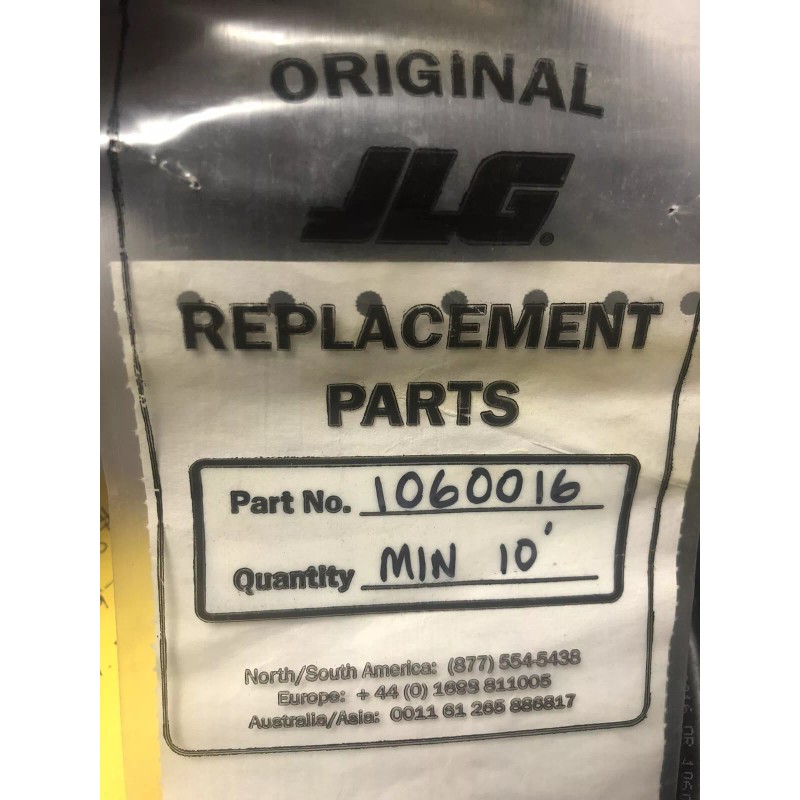 ORIGINAL
JLG®
REPLACEMENT
PARTS
Part No. 1060016
Quantity MIN 10'
North/South America: (877) 554-5438
Europe: + 44 (0) 1698 811005
Australia/Asia: 0011 61 265 886817